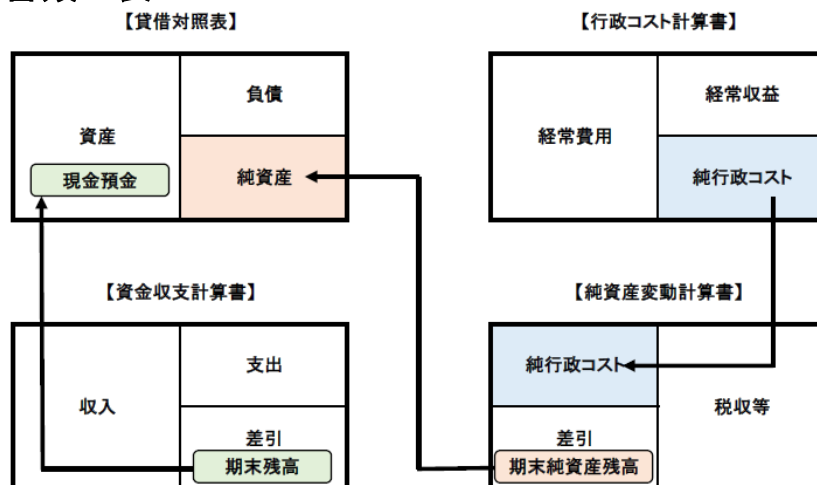 【貸借対照表】
【行政コスト計算書】
資産
負債
現金預金
純資産
経常費用
経常収益
純行政コスト
【資金収支計算書】
【純資産変動計算書】
収入
支出
差引
期末残高
純行政コスト
税収等
差引
期末純資産残高